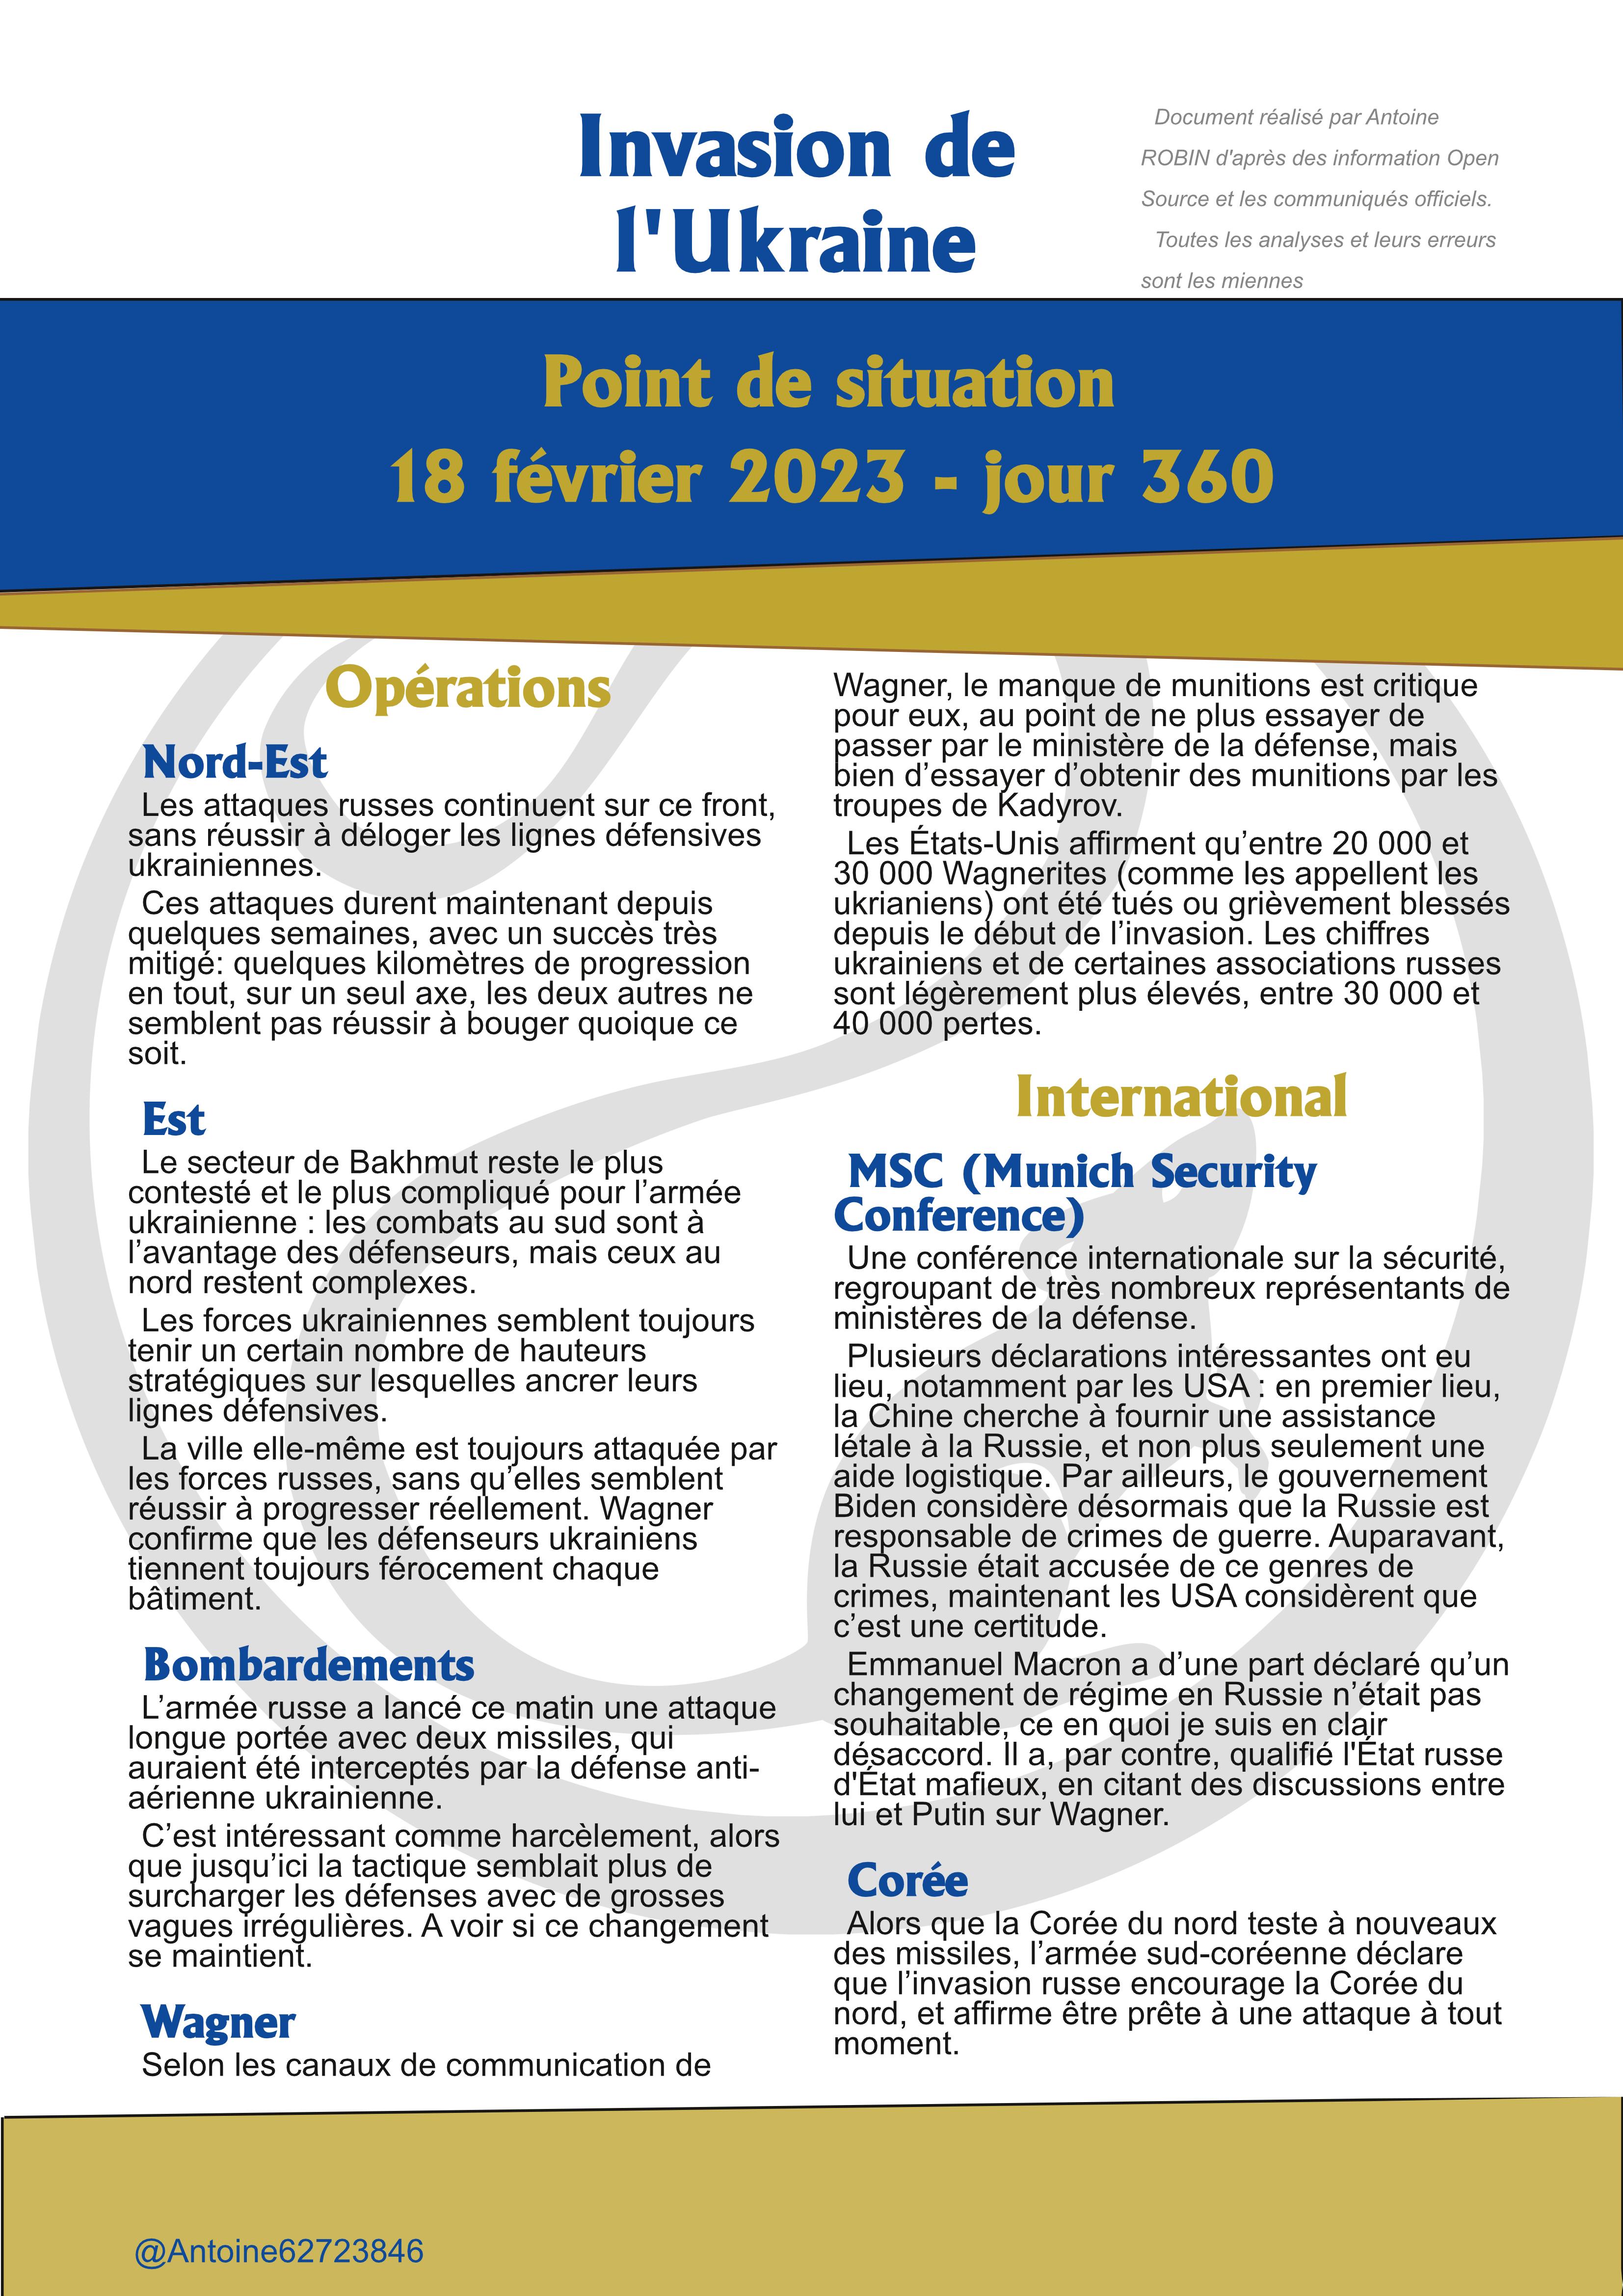 Invasion de
l'Ukraine
Document réalisé par Antoine
ROBIN d'après des information Open
Source et les communiqués officiels.
Toutes les analyses et leurs erreurs
sont les miennes
Point de situation
18 février 2023 - jour 360
Opérations
Nord-Est
Les attaques russes continuent sur ce front,
sans réussir à déloger les lignes défensives
ukrainiennes.
Ces attaques durent maintenant depuis
quelques semaines, avec un succès très
mitigé: quelques kilomètres de progression
en tout, sur un seul axe, les deux autres ne
semblent pas réussir à bouger quoique ce
soit.
Est
Le secteur de Bakhmut reste le plus
contesté et le plus compliqué pour l’armée
ukrainienne : les combats au sud sont à
l’avantage des défenseurs, mais ceux au
nord restent complexes.
Les forces ukrainiennes semblent toujours
tenir un certain nombre de hauteurs
stratégiques sur lesquelles ancrer leurs
lignes défensives.
La ville elle-même est toujours attaquée par
les forces russes, sans qu’elles semblent
réussir à progresser réellement. Wagner
confirme que les défenseurs ukrainiens
tiennent toujours férocement chaque
bâtiment.
Bombardements
L’armée russe a lancé ce matin une attaque
longue portée avec deux missiles, qui
auraient été interceptés par la défense anti-
aérienne ukrainienne.
C’est intéressant comme harcèlement, alors
que jusqu’ici la tactique semblait plus de
surcharger les défenses avec de grosses
vagues irrégulières. A voir si ce changement
se maintient.
Wagner
Selon les canaux de communication de
Wagner, le manque de munitions est critique
pour eux, au point de ne plus essayer de
passer par le ministère de la défense, mais
bien d’essayer d’obtenir des munitions par les
troupes de Kadyrov.
Les États-Unis affirment qu’entre 20 000 et
30 000 Wagnerites (comme les appellent les
ukrianiens) ont été tués ou grièvement blessés
depuis le début de l’invasion. Les chiffres
ukrainiens et de certaines associations russes
sont légèrement plus élevés, entre 30 000 et
40 000 pertes.
International
MSC (Munich Security
Conference)
Une conférence internationale sur la sécurité,
regroupant de très nombreux représentants de
ministères de la défense.
Plusieurs déclarations intéressantes ont eu
lieu, notamment par les USA : en premier lieu,
la Chine cherche à fournir une assistance
létale à la Russie, et non plus seulement une
aide logistique. Par ailleurs, le gouvernement
Biden considère désormais que la Russie est
responsable de crimes de guerre. Auparavant,
la Russie était accusée de ce genres de
crimes, maintenant les USA considèrent que
c’est une certitude.
Emmanuel Macron a d’une part déclaré qu’un
changement de régime en Russie n’était pas
souhaitable, ce en quoi je suis en clair
désaccord. Il a, par contre, qualifié l'État russe
d'État mafieux, en citant des discussions entre
lui et Putin sur Wagner.
Corée
Alors que la Corée du nord teste à nouveaux
des missiles, l’armée sud-coréenne déclare
que l’invasion russe encourage la Corée du
nord, et affirme être prête à une attaque à tout
moment.
@Antoine62723846